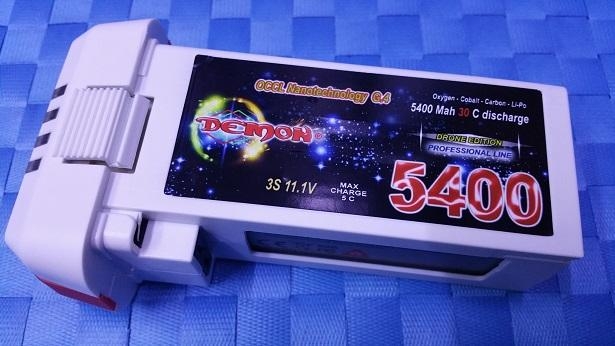 OCCL Nanotechnology G.4
Oxygen - Cobalt - Carbon - Li-Po
5400 Mah 30 C discharge
DEMON®
DRONE EDITION
PROFESSIONAL LINE
3S 11.1V
MAX
CHARGE
5 C
5400